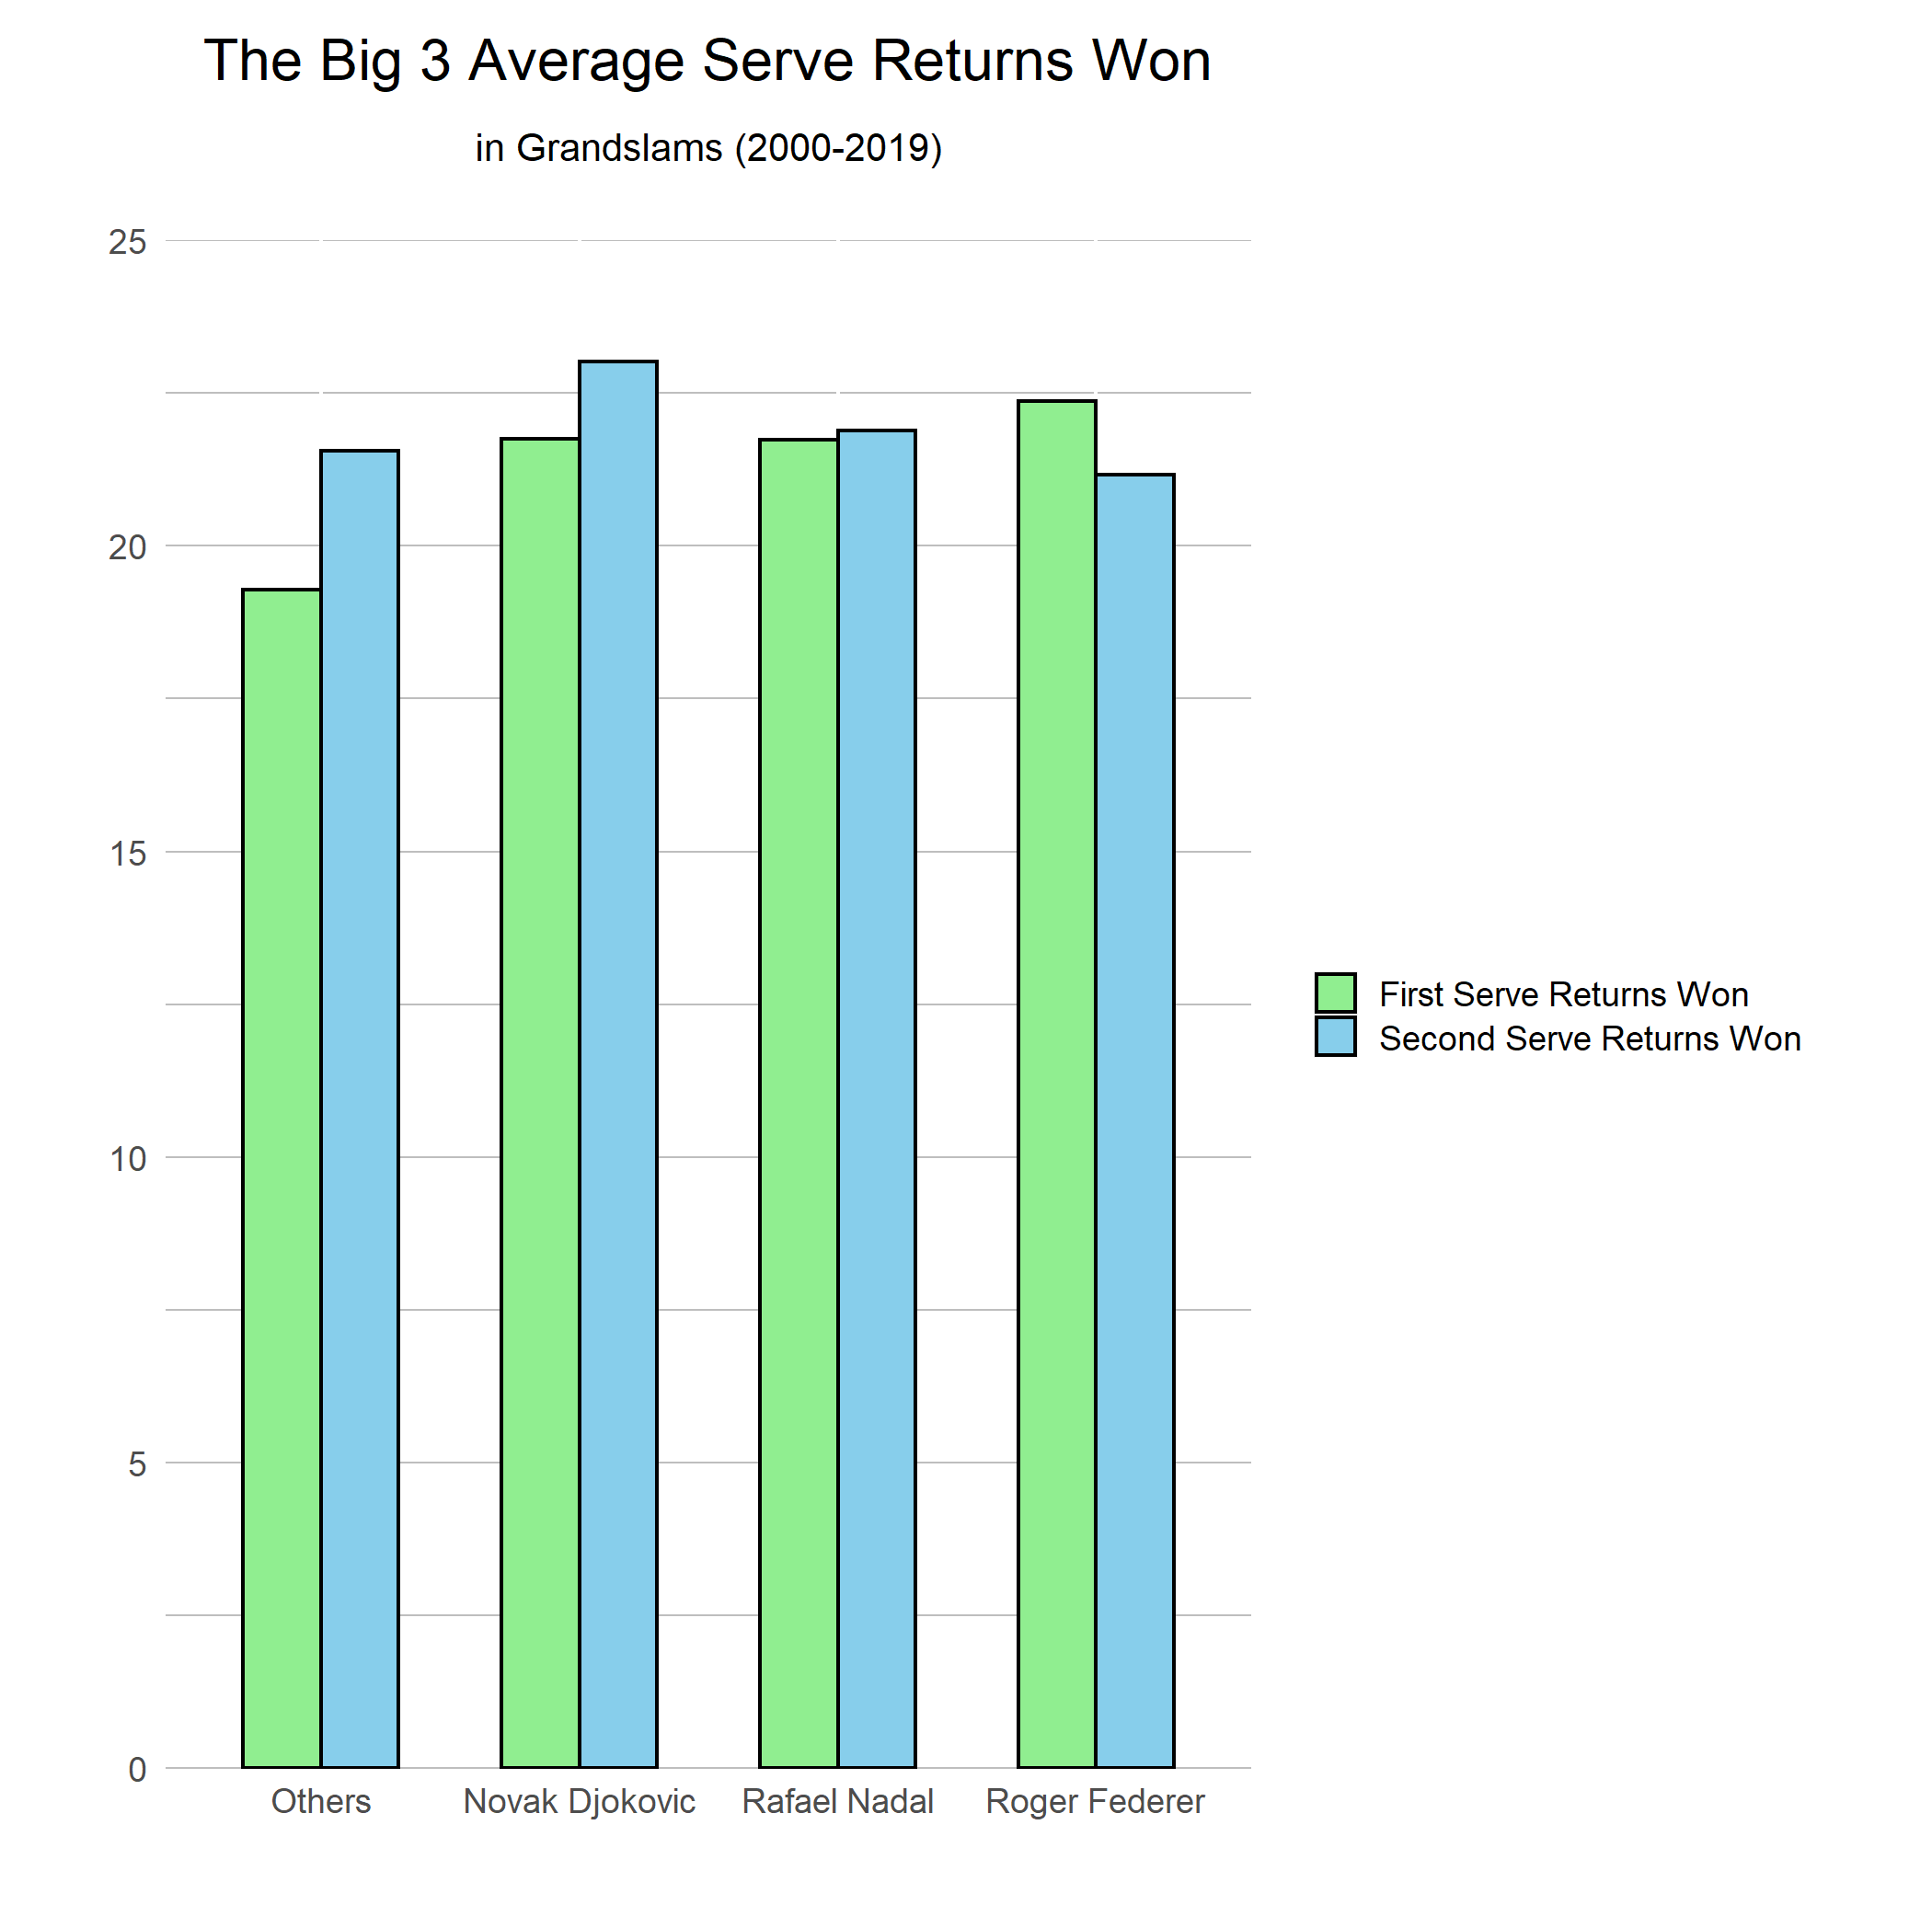 The Big 3 Average Serve Returns Won
in Grandslams (2000-2019)
25
20
15
10
5
0
Others
Novak Djokovic
Rafael Nadal
Roger Federer
First Serve Returns Won
Second Serve Returns Won